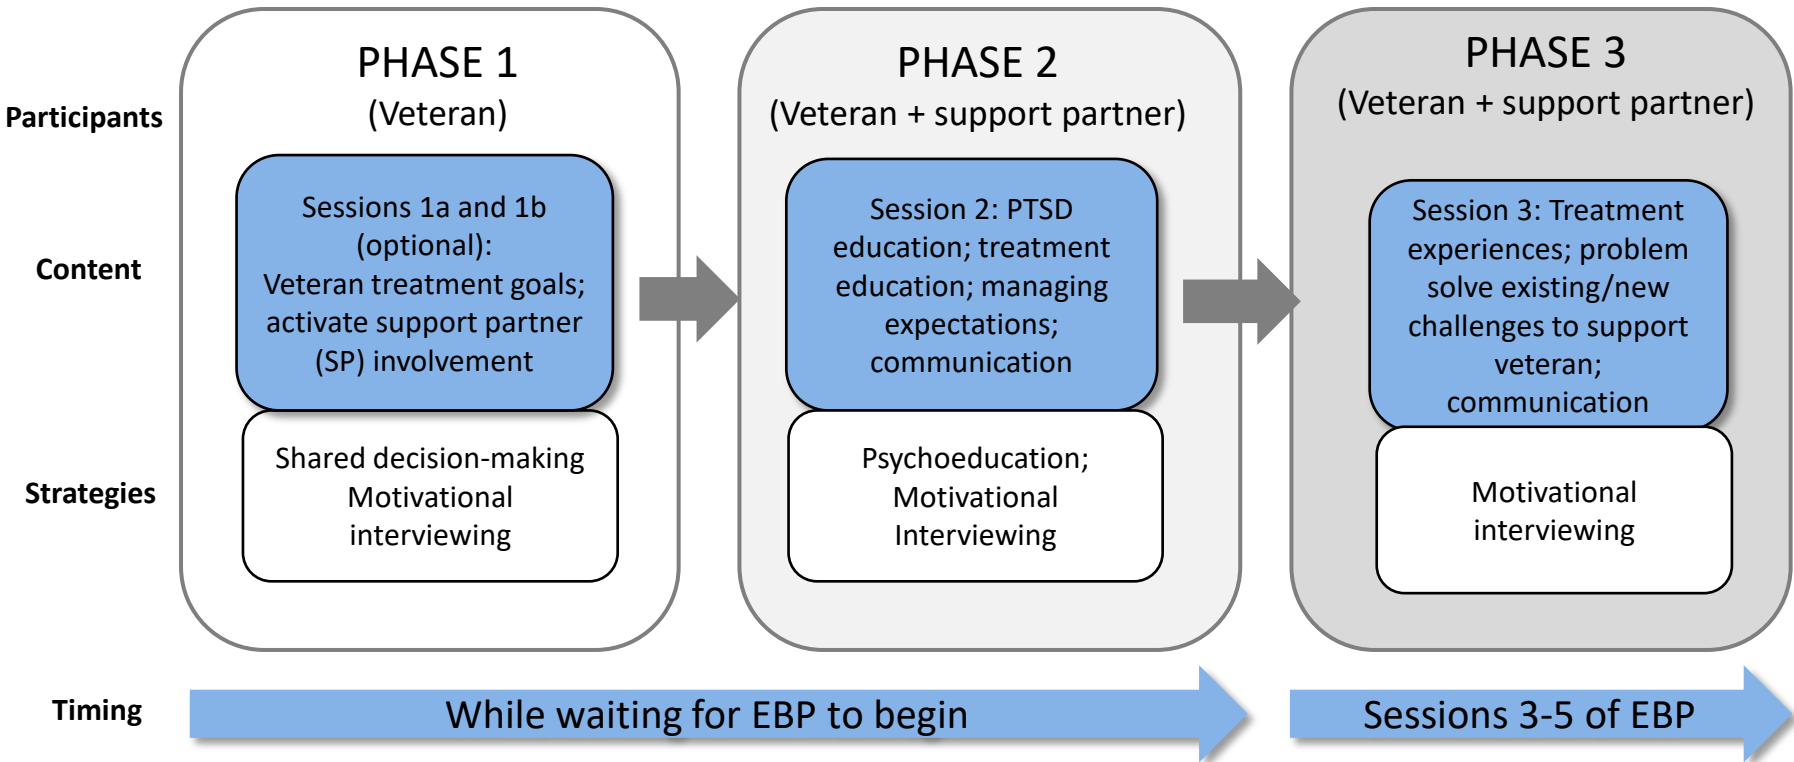 PHASE 1
(Veteran)
PHASE 2
(Veteran + support partner)
PHASE 3
(Veteran + support partner)
Participants
Content
Sessions 1a and 1b
(optional):
Veteran treatment goals;
activate support partner
(SP) involvement
Session 2: PTSD
education; treatment
education; managing
expectations;
communication
Session 3: Treatment
experiences; problem
solve existing/new
challenges to support
veteran;
communication
Strategies
Shared decision-making
Motivational
interviewing
Psychoeducation;
Motivational
Interviewing
Motivational
interviewing
Timing
While waiting for EBP to begin
Sessions 3-5 of EBP